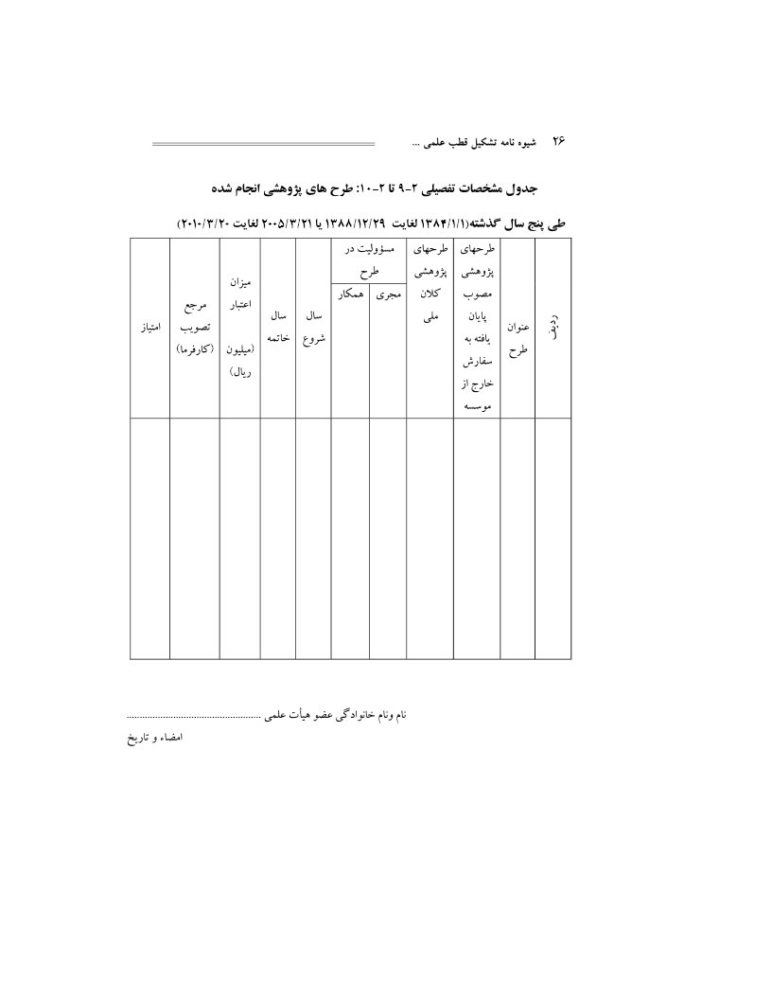 ۲۶ شیوه نامه تشکیل قطب علمی ...
جدول مشخصات تفصیلی ۲-۹ تا ۲-۱۰: طرح های پژوهشی انجام شده
طی پنج سال گذشته(۱۳۸۴/۱/۱ لغایت ۱۳۸۸/۱۲/۲۹ یا ۲۰۰۵/۳/۲۱ لغایت ۲۰۱۰/۳/۲۰)
ردیف
عنوان
طرح
طرحهای
پژوهشی
مصوب
پایان
یافته به
سفارش
خارج از
موسسه
طرحهای
پژوهشی
کلان
ملی
مسؤولیت در
طرح
مجری
همکار
سال
شروع
سال
خاتمه
میزان
اعتبار
(میلیون
ریال)
مرجع
تصویب
(کارفرما)
امتیاز
نام ونام خانوادگی عضو هیأت علمی ....................................................
امضاء و تاریخ